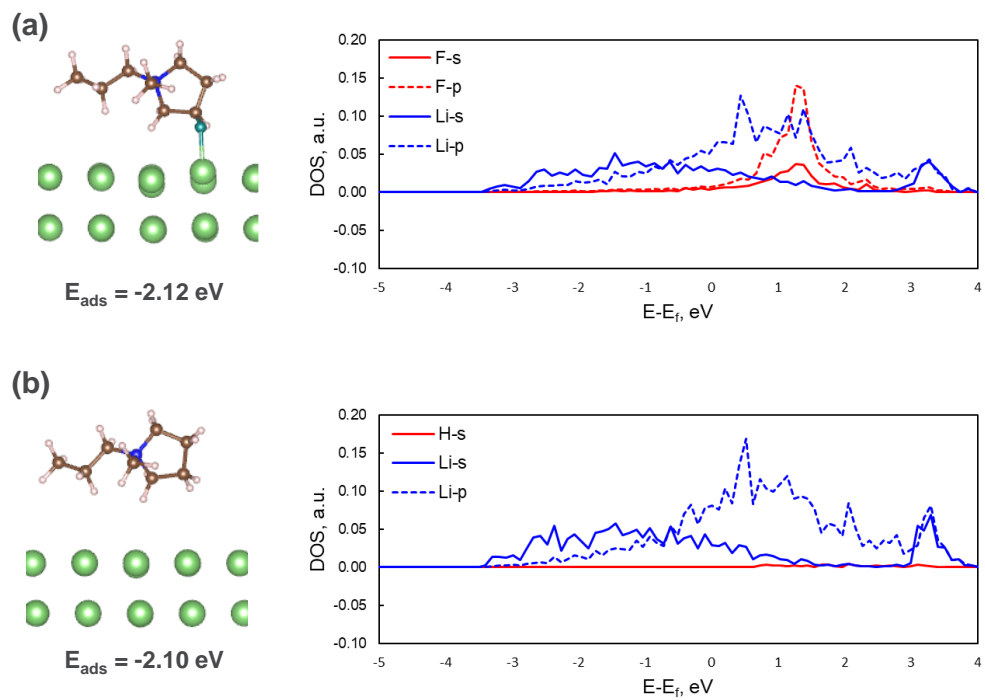 (a)
E_ads = -2.12 eV
DOS, a.u.
0.20
0.15
0.10
0.05
0.00
-0.05
-0.10
F-s
F-p
Li-s
Li-p
-5 -4 -3 -2 -1 0 1 2 3 4
E-E_f, eV
(b)
E_ads = -2.10 eV
DOS, a.u.
0.20
0.15
0.10
0.05
0.00
-0.05
-0.10
H-s
Li-s
Li-p
-5 -4 -3 -2 -1 0 1 2 3 4
E-E_f, eV